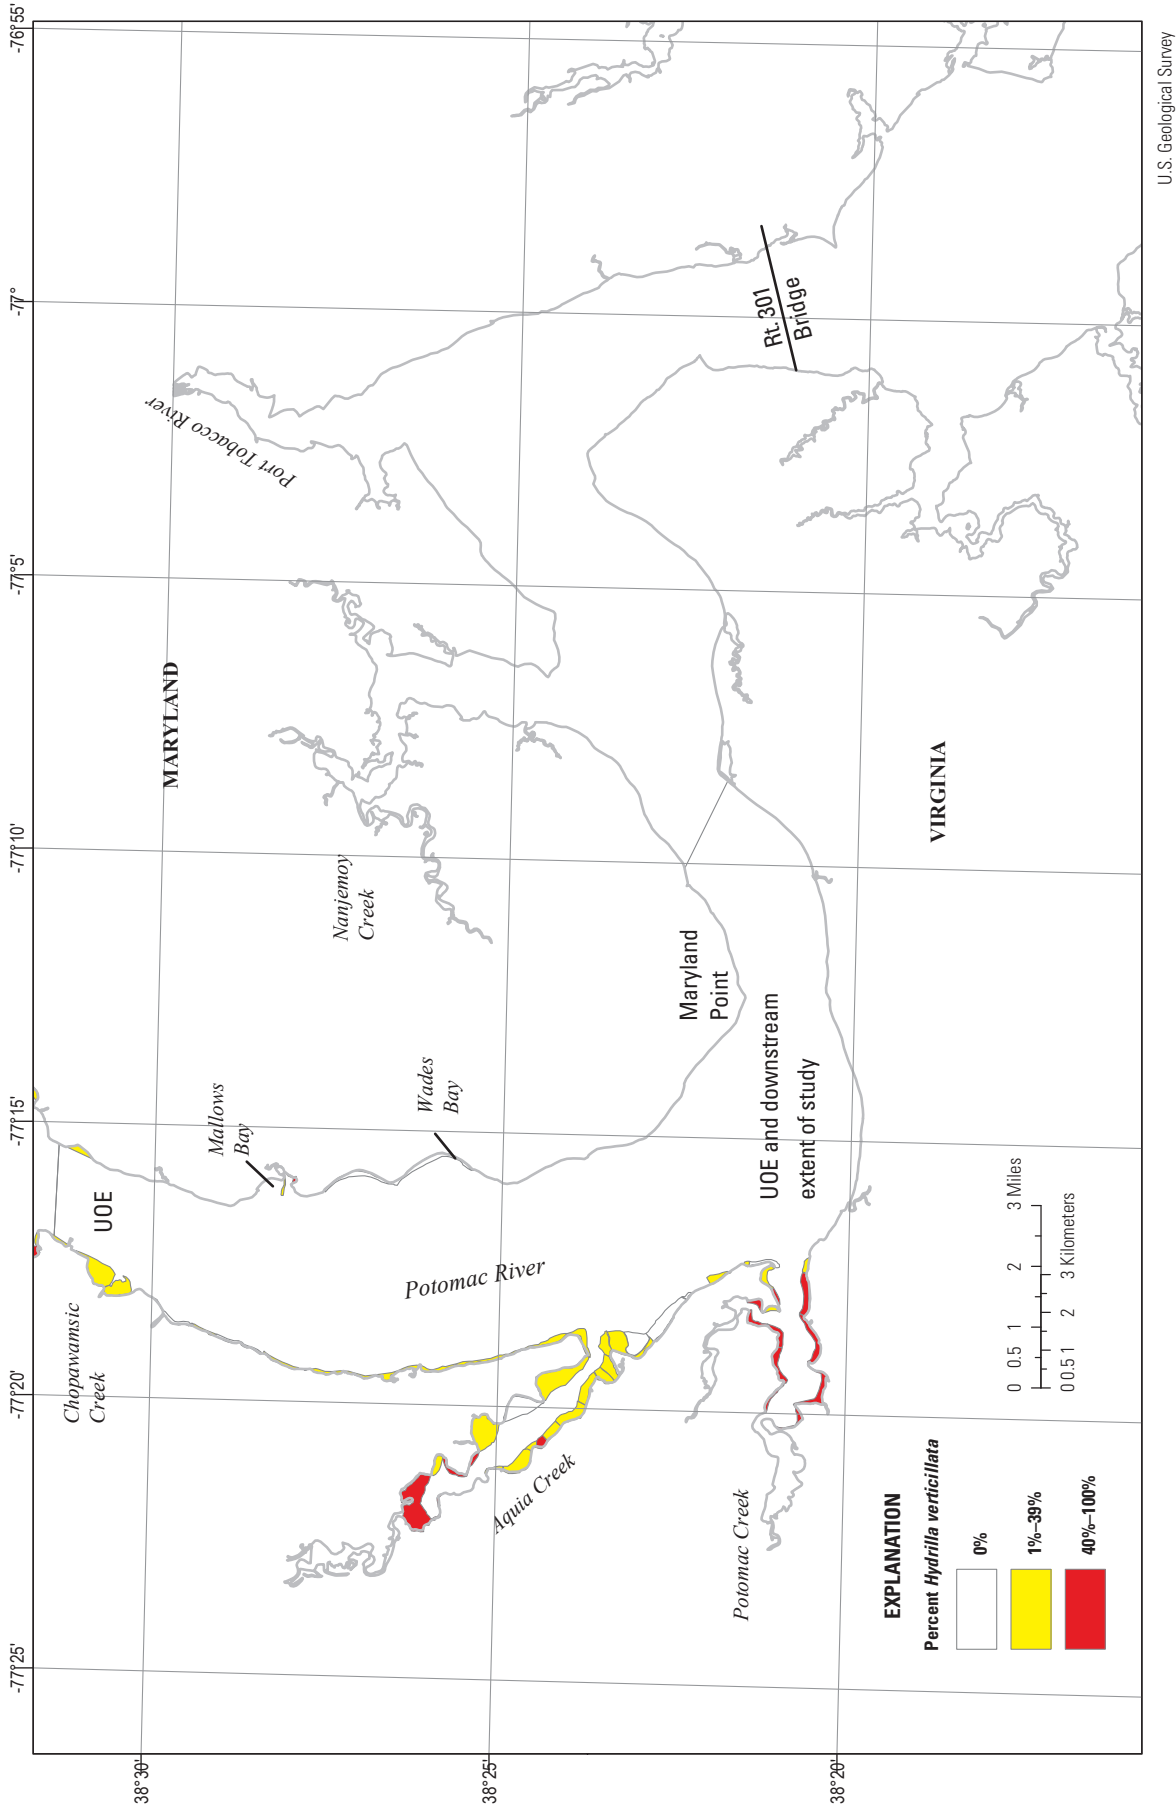 -77°25'
-77°20'
-77°15'
-77°10'
-77°5'
-77°
-76°55'
38°30'
38°25'
38°20'
Chopawamsic
Creek
UOE
Mallows
Bay
MARYLAND
Port Tobacco River
Nanjemoy
Creek
Wades
Bay
Potomac River
Aquia Creek
Maryland
Point
Rt. 301
Bridge
Potomac Creek
UOE and downstream
extent of study
VIRGINIA
EXPLANATION
Percent Hydrilla verticillata
0%
1%–39%
40%–100%
0 0.5 1 2 3 Miles
0 0.5 1 2 3 Kilometers
U.S. Geological Survey